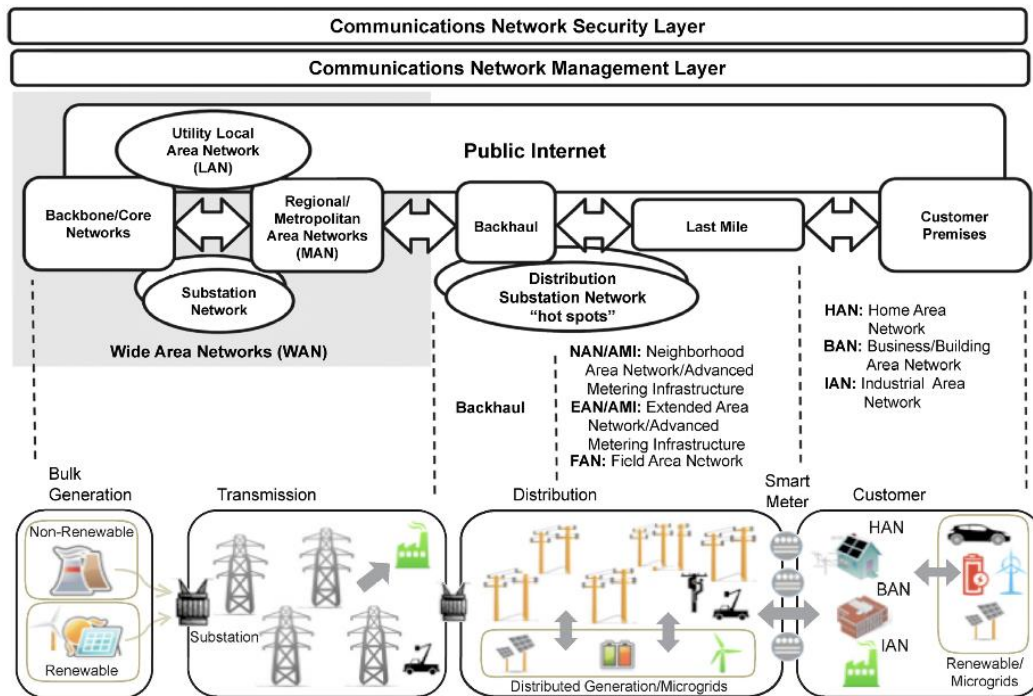 Communications Network Security Layer
Communications Network Management Layer
Utility Local
Area Network
(LAN)
Public Internet
Backbone/Core
Networks
Regional/
Metropolitan
Area Networks
(MAN)
Backhaul
Last Mile
Customer
Premises
Substation
Network
Distribution
Substation Network
“hot spots”
Wide Area Networks (WAN)
HAN: Home Area
Network
BAN: Business/Building
Area Network
IAN: Industrial Area
Network
Backhaul
NAN/AMI: Neighborhood
Area Network/Advanced
Metering Infrastructure
EAN/AMI: Extended Area
Network/Advanced
Metering Infrastructure
FAN: Field Area Network
Bulk
Generation
Transmission
Distribution
Smart
Meter
Customer
Non-Renewable
Renewable
Substation
Distributed Generation/Microgrids
HAN
BAN
IAN
Renewable/
Microgrids